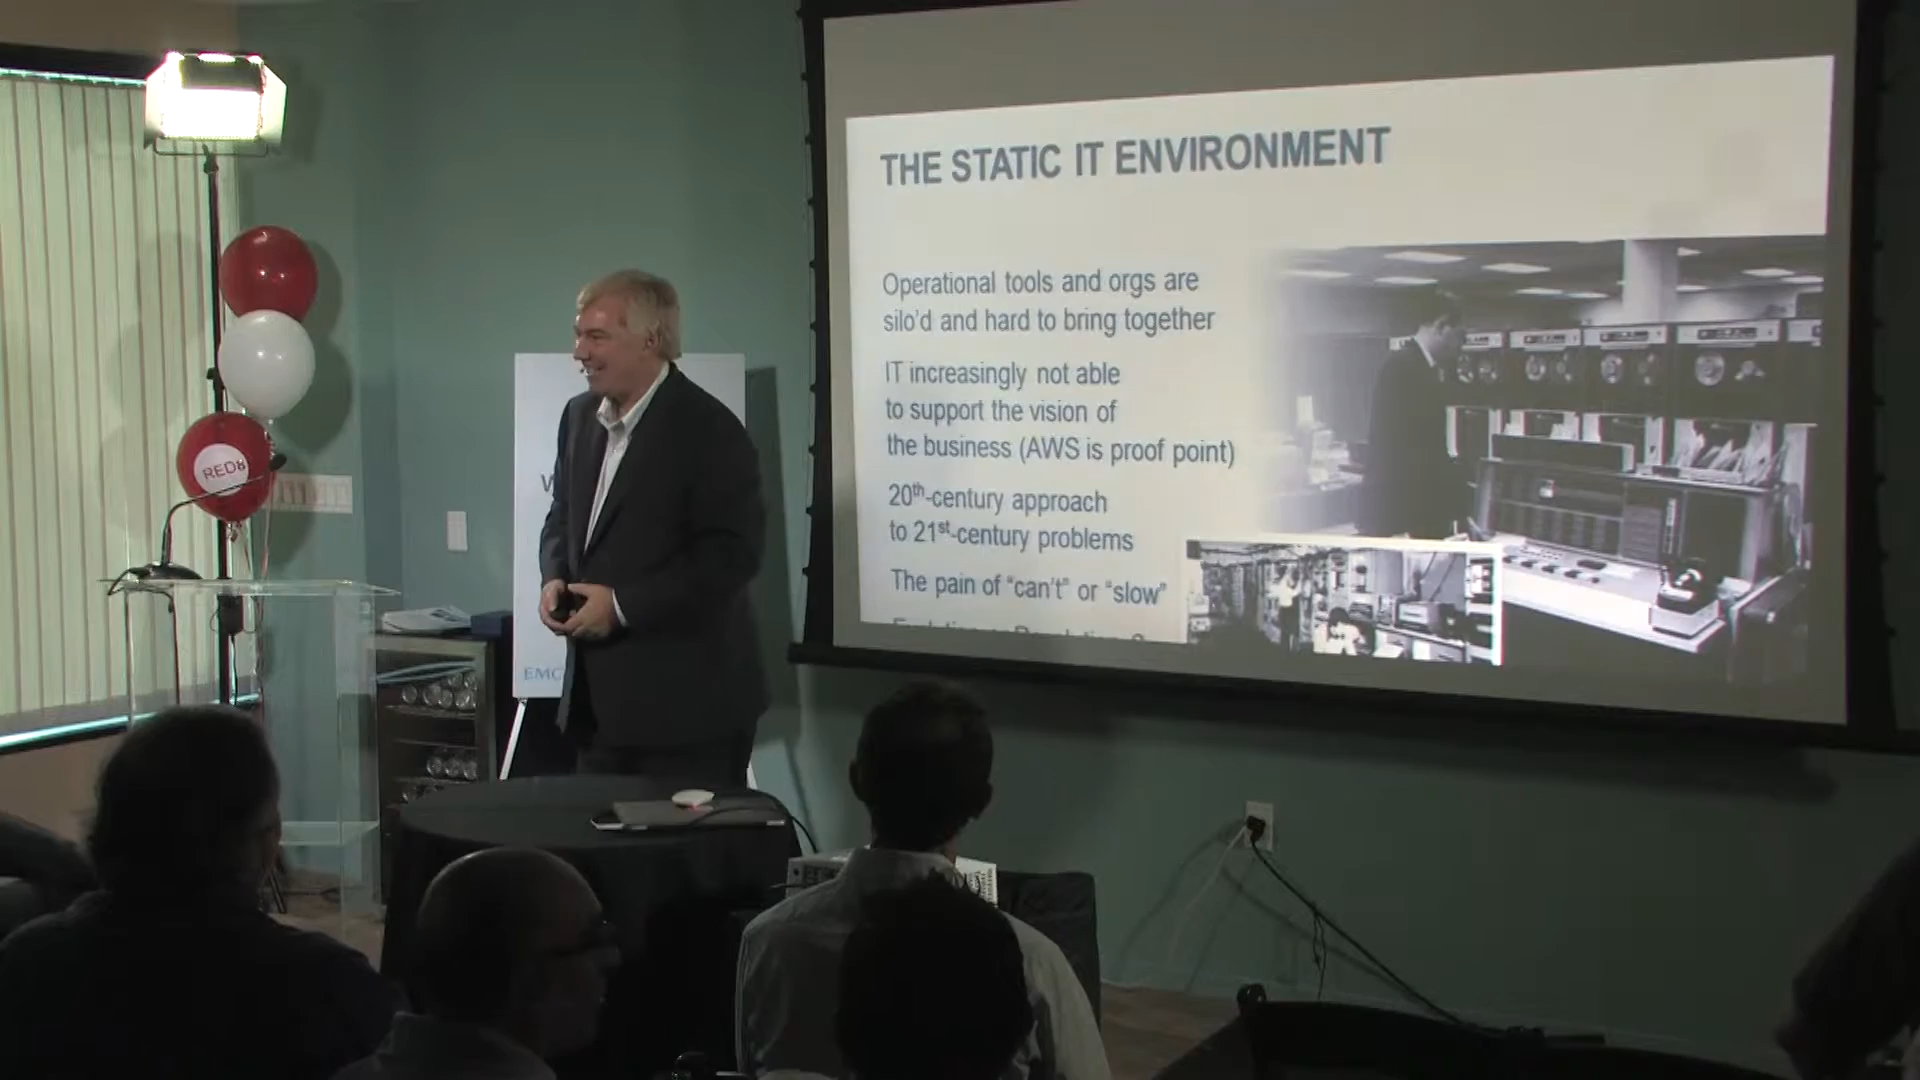 RED8
W
EMC
THE STATIC IT ENVIRONMENT
Operational tools and orgs are
silo'd and hard to bring together
IT increasingly not able
to support the vision of
the business (AWS is proof point)
20th-century approach
to 21st-century problems
The pain of “can't” or “slow”